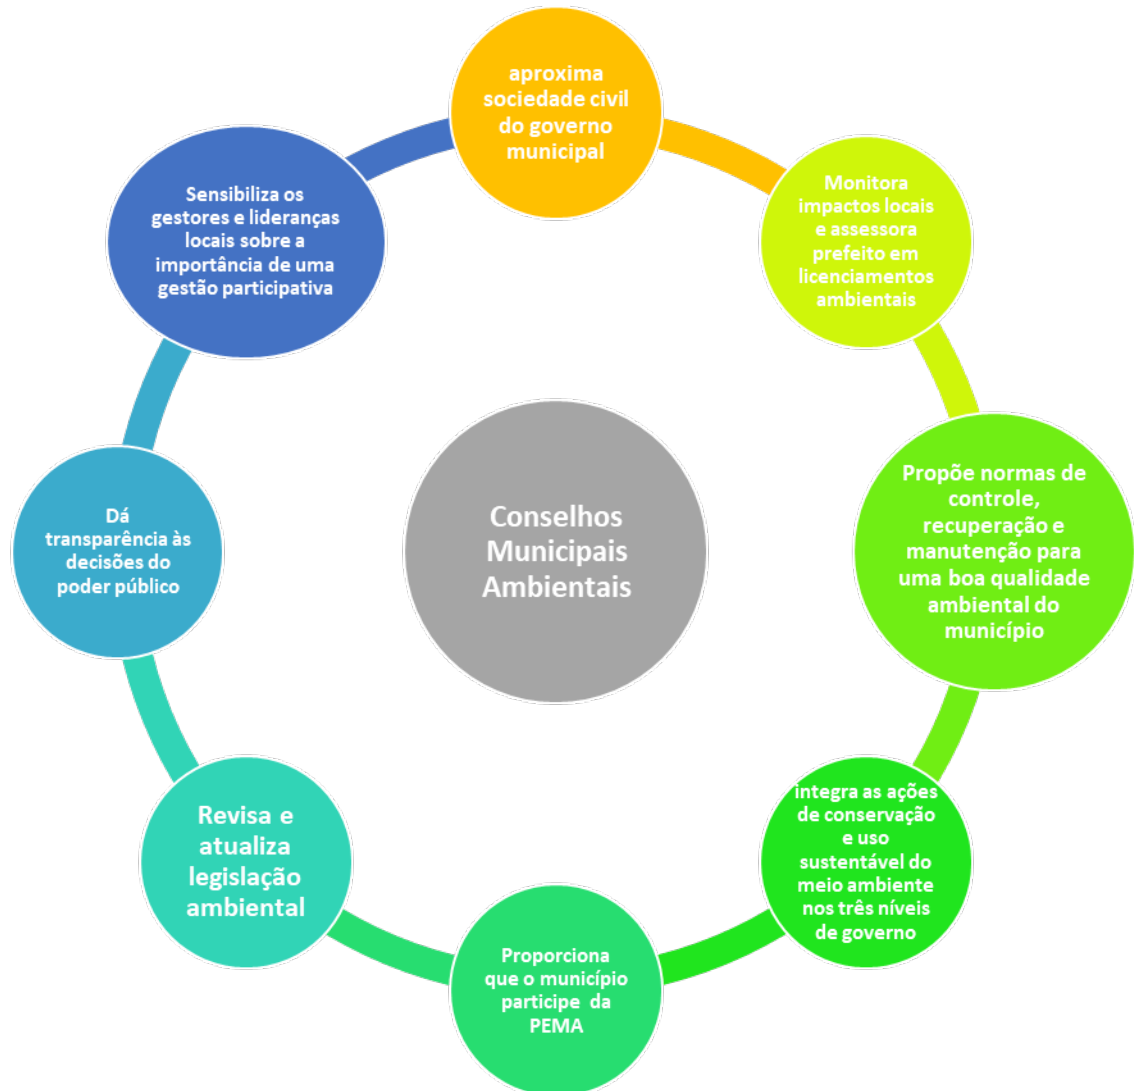 aproxima
sociedade civil
do governo
municipal
Monitora
impactos locais
e assessora
prefeito em
licenciamentos
ambientais
Propõe normas de
controle,
recuperação e
manutenção para
uma boa qualidade
ambiental do
município
integra as ações
de conservação
e uso
sustentável do
meio ambiente
nos três níveis
de governo
Proporciona
que o município
participe da
PEMA
Revisa e
atualiza
legislação
ambiental
Dá
transparência às
decisões do
poder público
Sensibiliza os
gestores e lideranças
locais sobre a
importância de uma
gestão participativa
Conselhos
Municipais
Ambientais